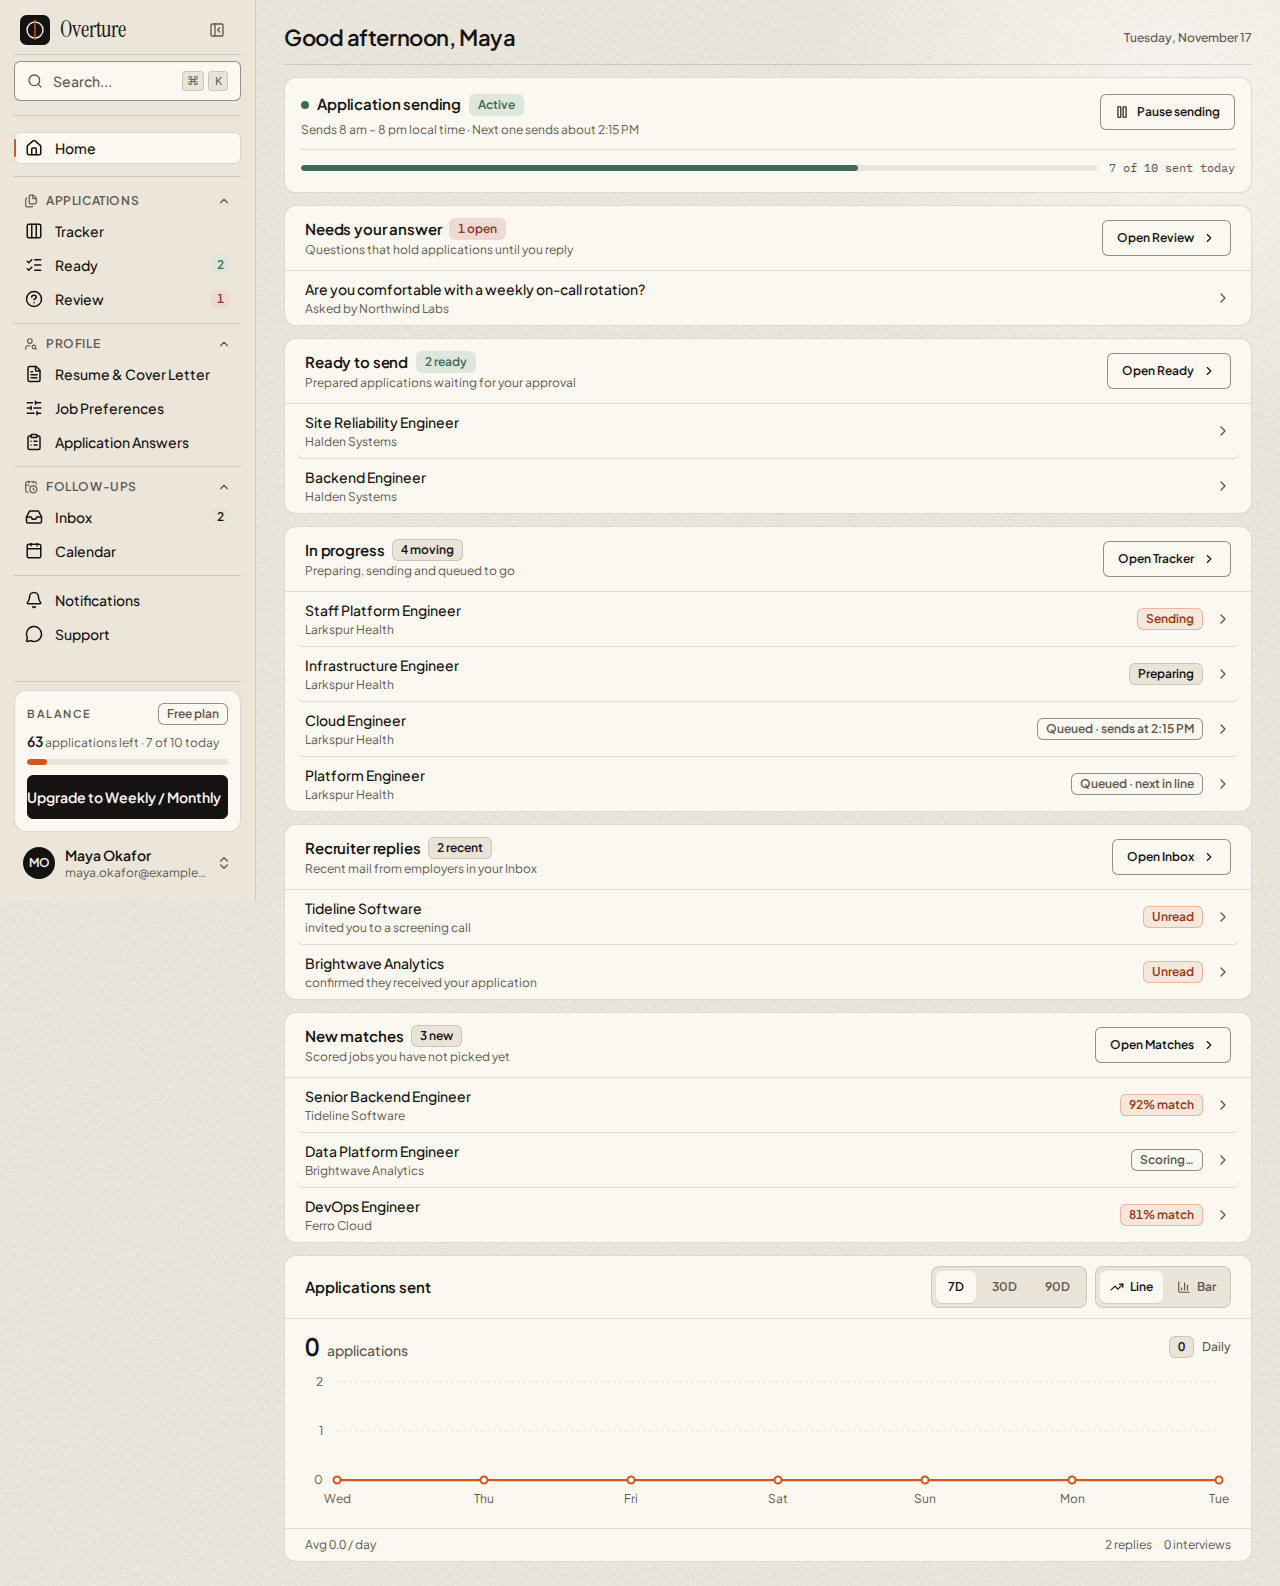 Overture
Search...
⌘ K
Home
APPLICATIONS
Tracker
Ready 2
Review 1
PROFILE
Resume & Cover Letter
Job Preferences
Application Answers
FOLLOW-UPS
Inbox 2
Calendar
Notifications
Support
BALANCE Free plan
63 applications left · 7 of 10 today
Upgrade to Weekly / Monthly
MO Maya Okafor
maya.okafor@example…
Good afternoon, Maya
Tuesday, November 17
Application sending Active
Sends 8 am – 8 pm local time · Next one sends about 2:15 PM
Pause sending
7 of 10 sent today
Needs your answer 1 open
Questions that hold applications until you reply
Open Review
Are you comfortable with a weekly on-call rotation?
Asked by Northwind Labs
Ready to send 2 ready
Prepared applications waiting for your approval
Open Ready
Site Reliability Engineer
Halden Systems
Backend Engineer
Halden Systems
In progress 4 moving
Preparing, sending and queued to go
Open Tracker
Staff Platform Engineer
Larkspur Health
Sending
Infrastructure Engineer
Larkspur Health
Preparing
Cloud Engineer
Larkspur Health
Queued · sends at 2:15 PM
Platform Engineer
Larkspur Health
Queued · next in line
Recruiter replies 2 recent
Recent mail from employers in your Inbox
Open Inbox
Tideline Software
invited you to a screening call
Unread
Brightwave Analytics
confirmed they received your application
Unread
New matches 3 new
Scored jobs you have not picked yet
Open Matches
Senior Backend Engineer
Tideline Software
92% match
Data Platform Engineer
Brightwave Analytics
Scoring…
DevOps Engineer
Ferro Cloud
81% match
Applications sent
7D 30D 90D
Line Bar
0 applications
0 Daily
2
1
0
Wed Thu Fri Sat Sun Mon Tue
Avg 0.0 / day
2 replies 0 interviews